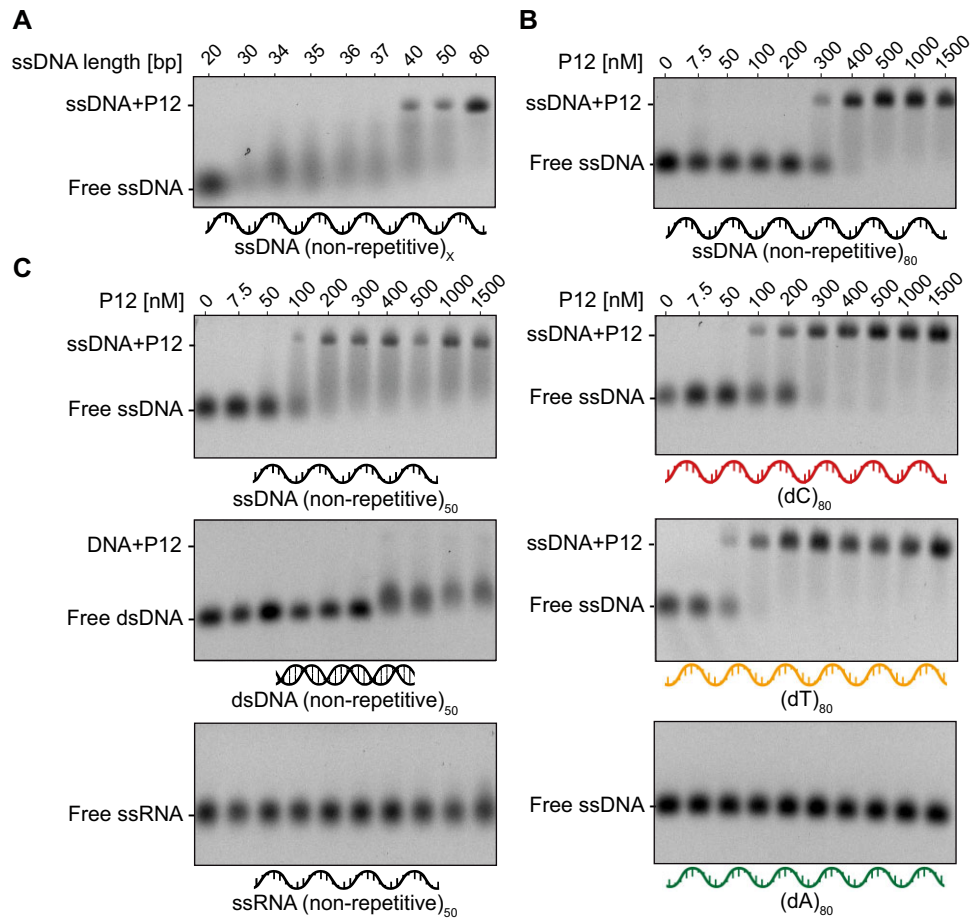 A
ssDNA length [bp]
20 30 34 35 36 37 40 50 80
ssDNA+P12
Free ssDNA
ssDNA (non-repetitive)x
B
P12 [nM]
0 7.5 50 100 200 300 400 500 1000 1500
ssDNA+P12
Free ssDNA
ssDNA (non-repetitive)80
C
P12 [nM]
0 7.5 50 100 200 300 400 500 1000 1500
ssDNA+P12
Free ssDNA
ssDNA (non-repetitive)50
DNA+P12
Free dsDNA
dsDNA (non-repetitive)50
Free ssRNA
ssRNA (non-repetitive)50
P12 [nM]
0 7.5 50 100 200 300 400 500 1000 1500
ssDNA+P12
Free ssDNA
(dC)80
ssDNA+P12
Free ssDNA
(dT)80
Free ssDNA
(dA)80